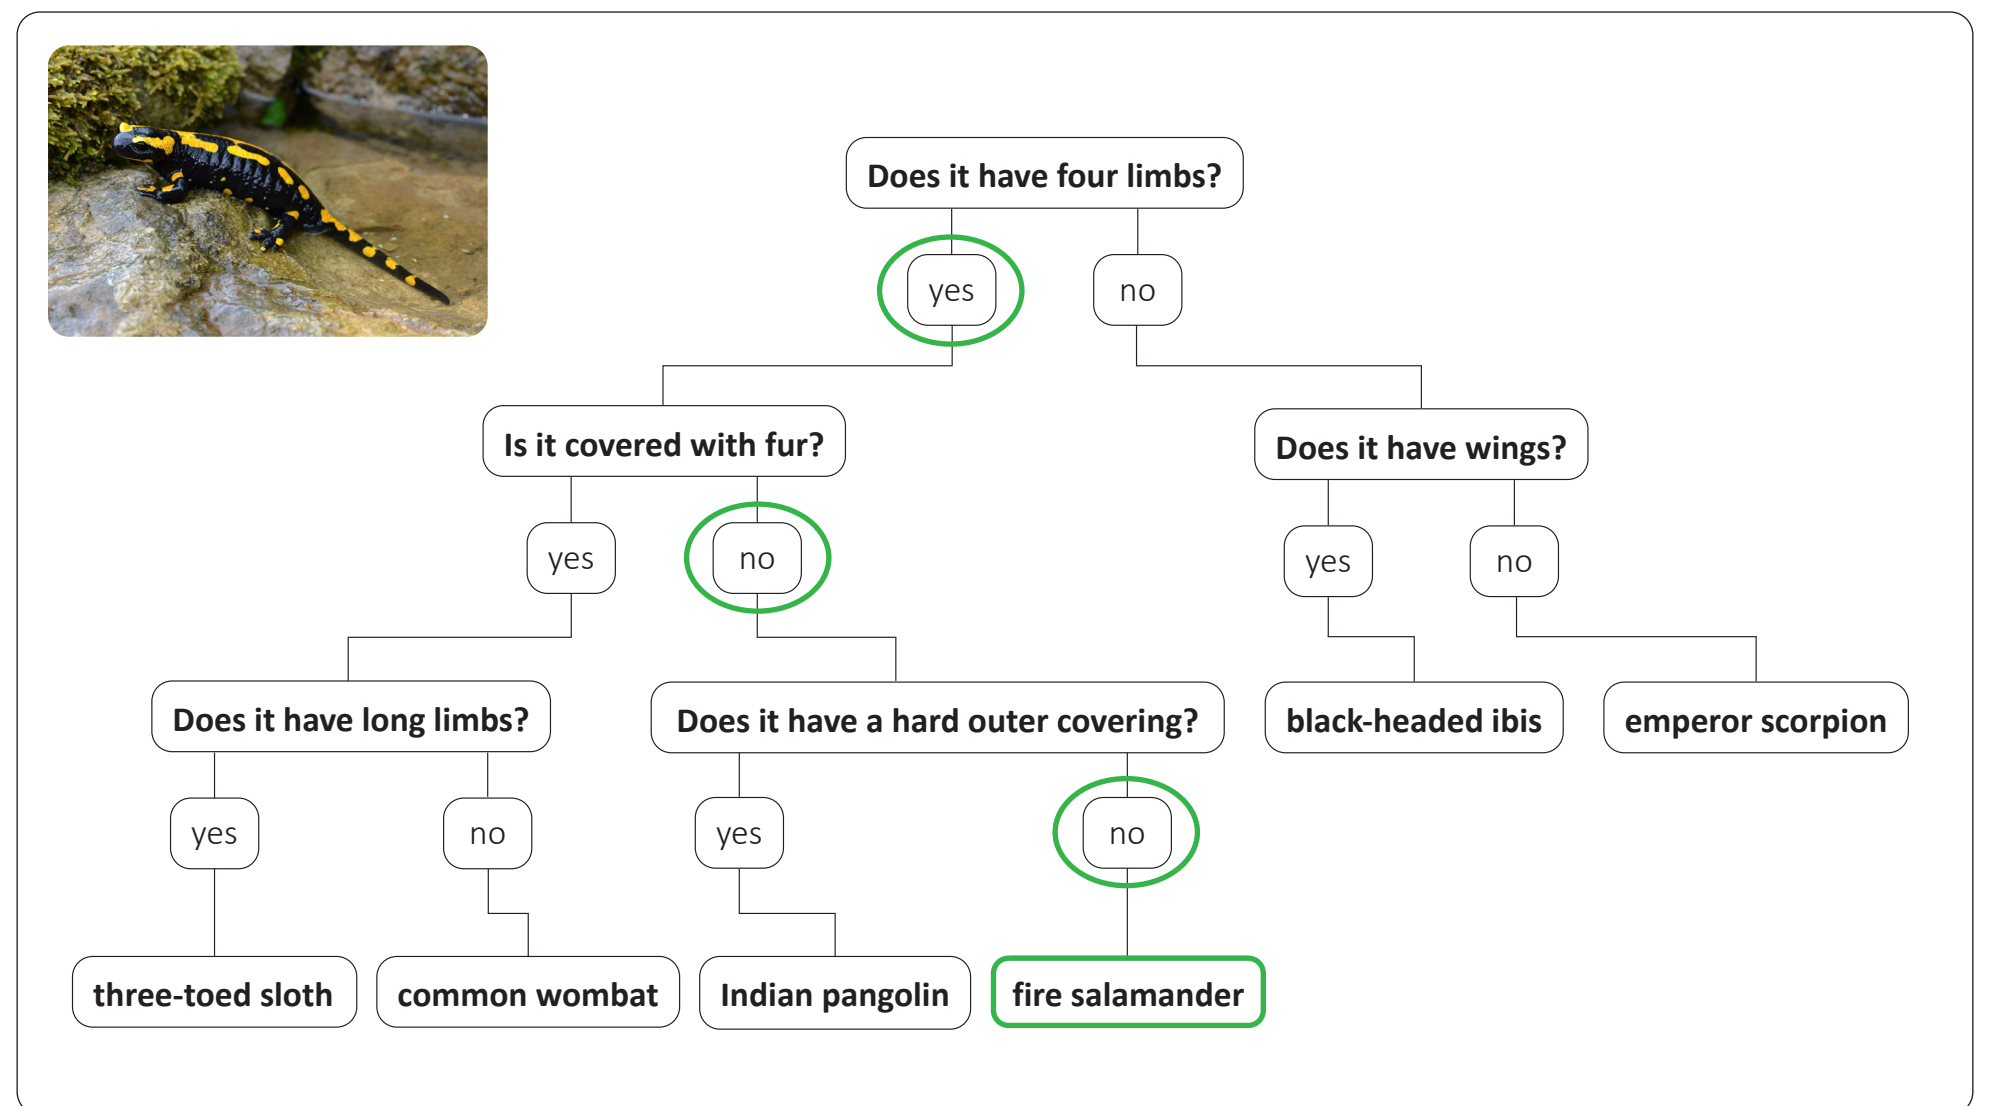 Does it have four limbs?
yes
no
Is it covered with fur?
Does it have wings?
yes
no
yes
no
Does it have long limbs?
Does it have a hard outer covering?
black-headed ibis
emperor scorpion
yes
no
yes
no
three-toed sloth
common wombat
Indian pangolin
fire salamander